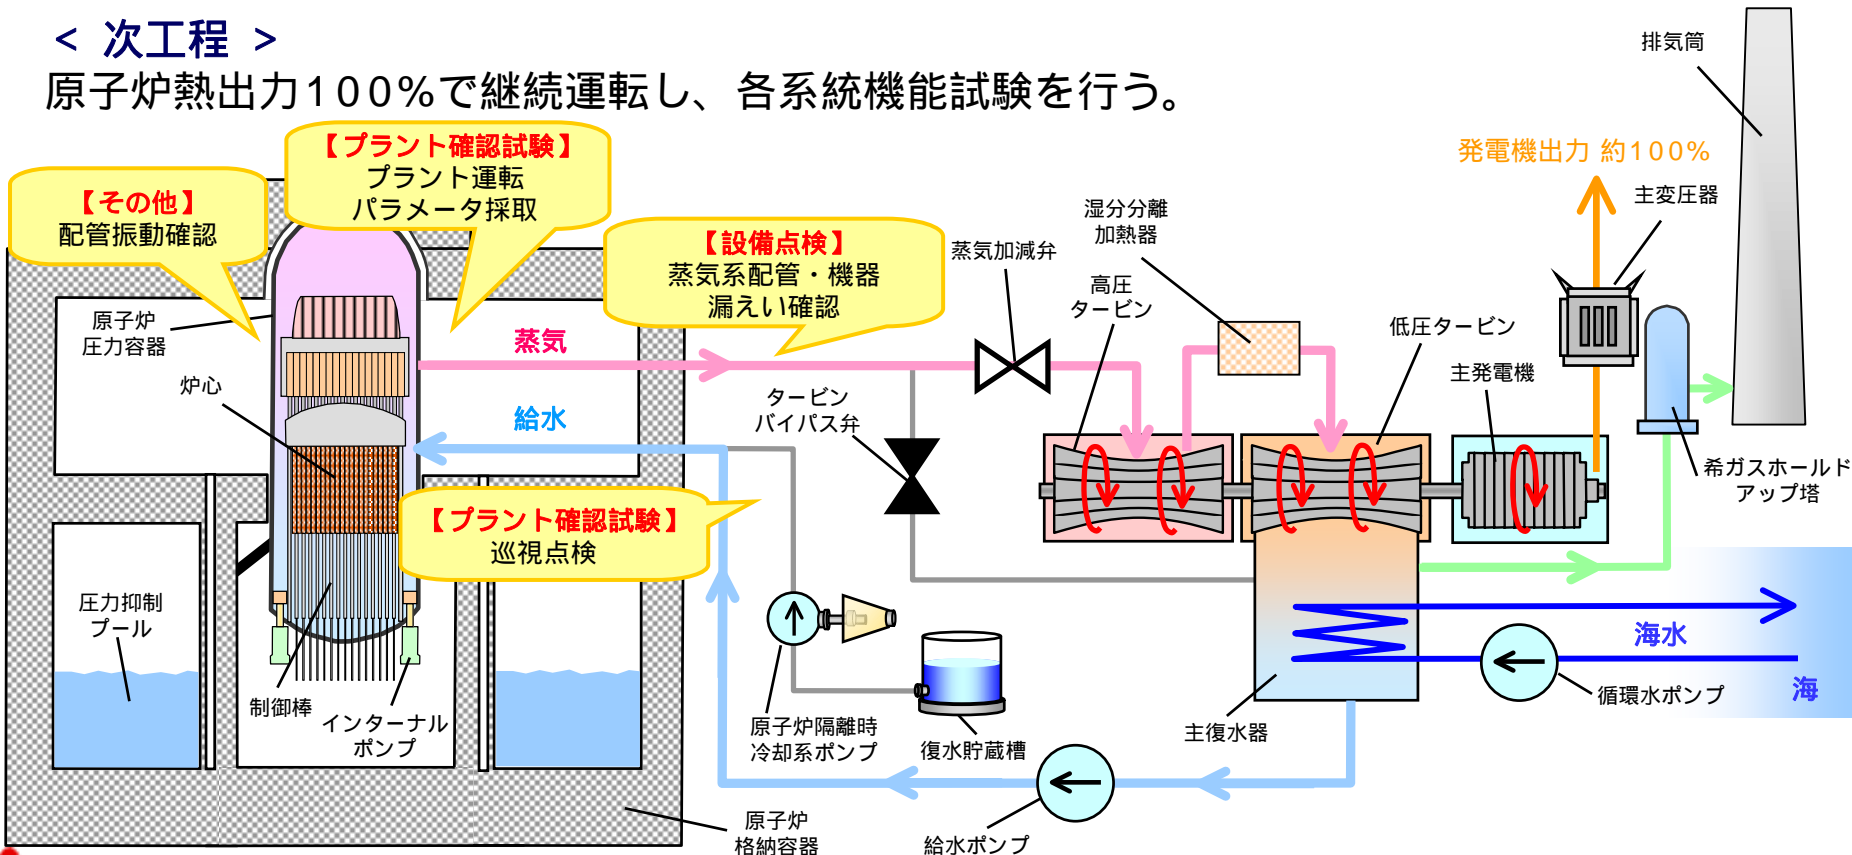 < 次工程 >
原子炉熱出力100%で継続運転し、各系統機能試験を行う。
排気筒
【プラント確認試験】
プラント運転
パラメータ採取
【その他】
配管振動確認
【設備点検】
蒸気系配管・機器
漏えい確認
発電機出力 約100%
主変圧器
湿分分離
加熱器
蒸気加減弁
高圧
タービン
低圧タービン
主発電機
原子炉
圧力容器
蒸気
炉心
給水
タービン
バイパス弁
希ガスホールド
アップ塔
【プラント確認試験】
巡視点検
圧力抑制
プール
制御棒
インターナル
ポンプ
原子炉隔離時
冷却系ポンプ
復水貯蔵槽
主復水器
海水
循環水ポンプ
海
原子炉
格納容器
給水ポンプ